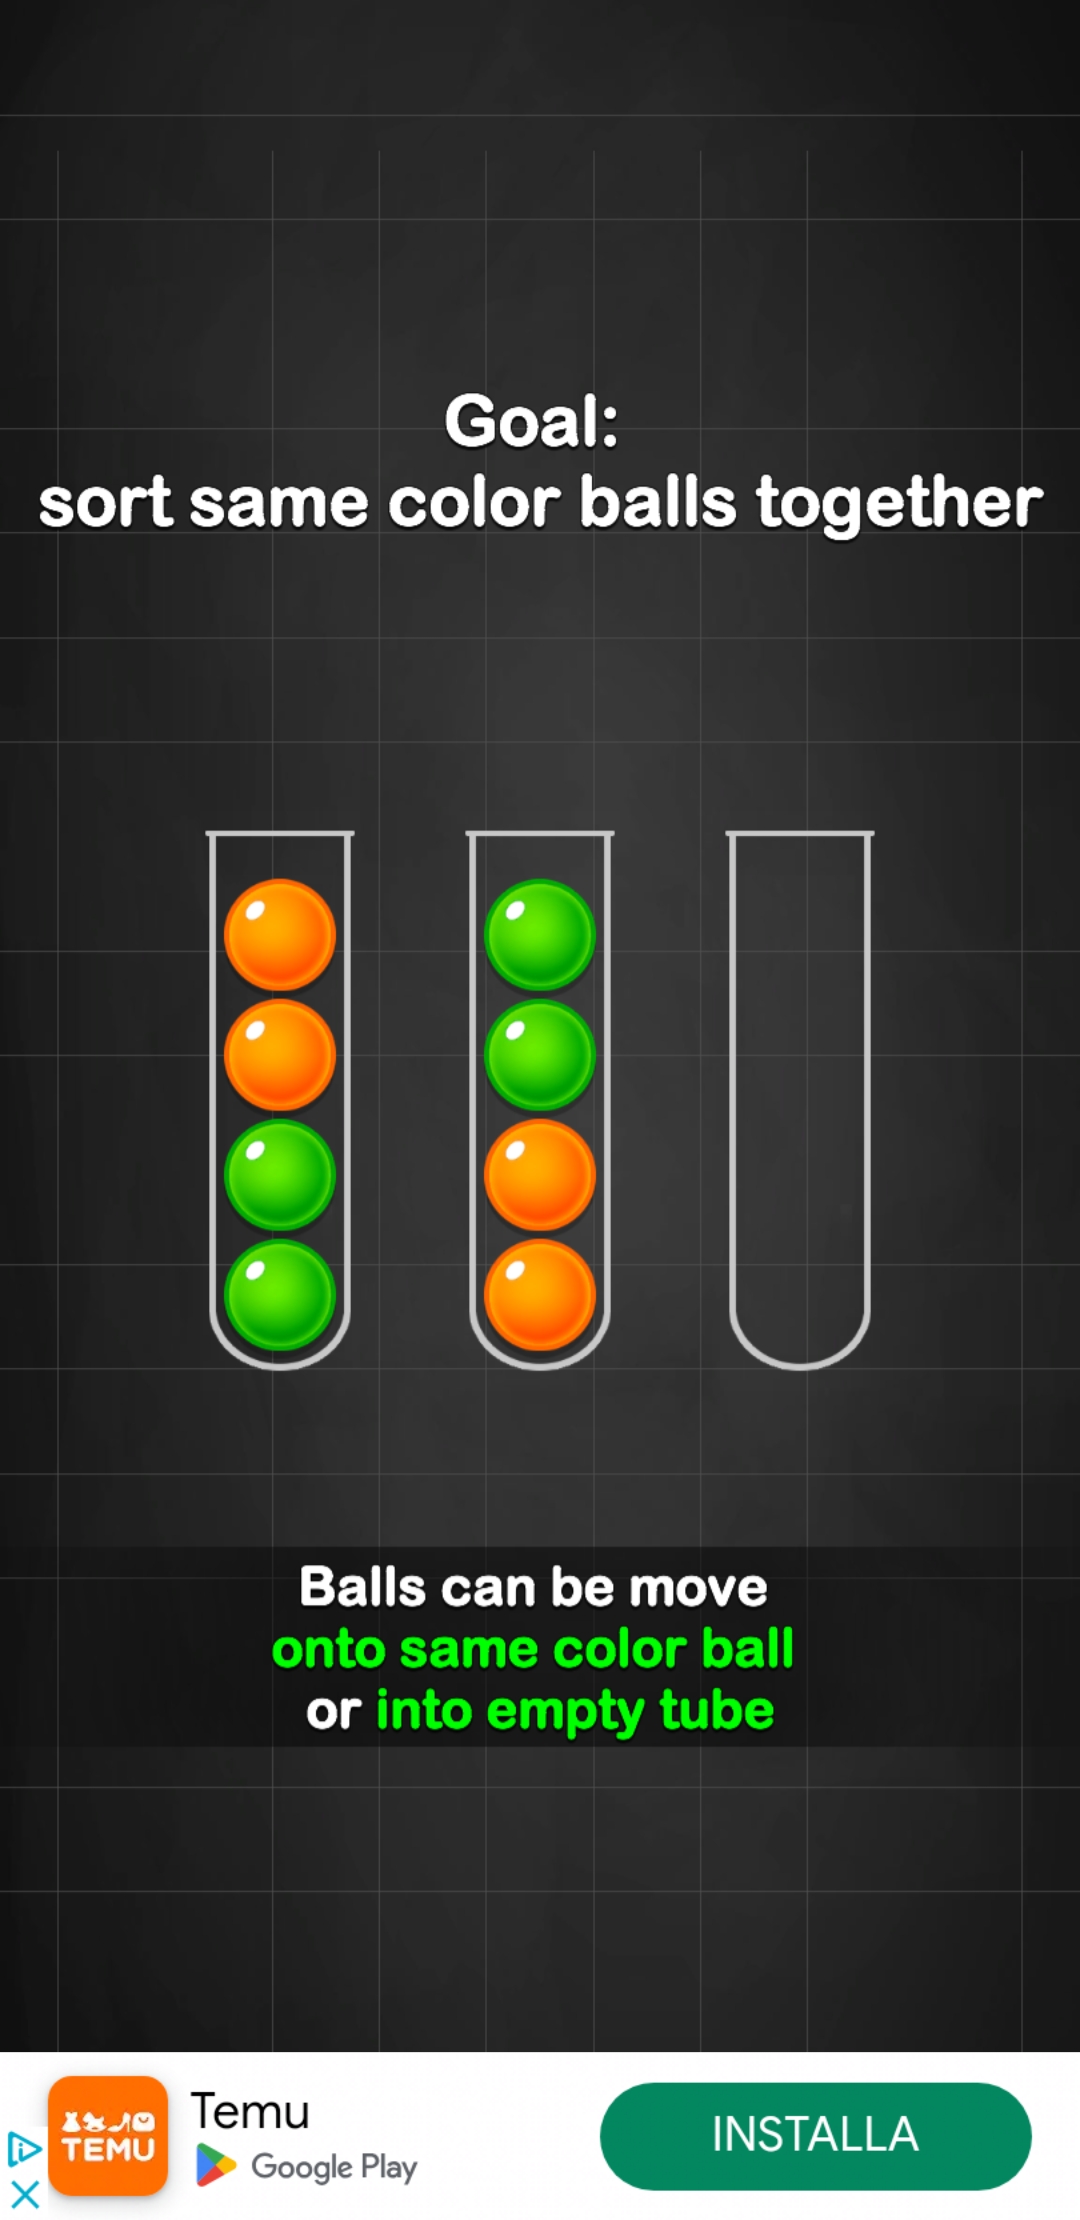 Goal:
sort same color balls together
Balls can be move
onto same color ball
or into empty tube
TEMU
Temu
Google Play
INSTALLA